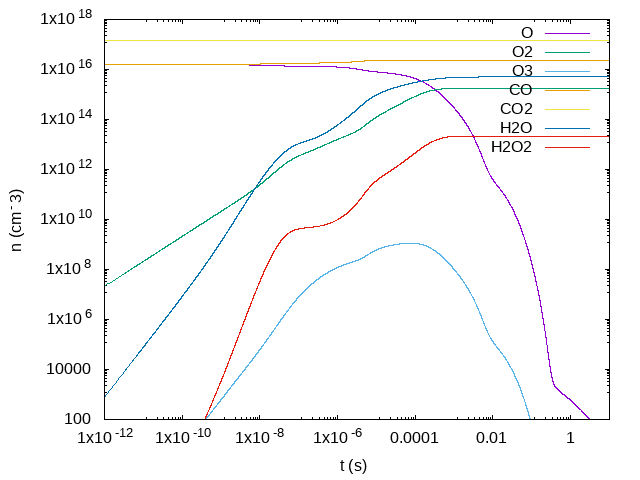 1x10^18
1x10^16
1x10^14
1x10^12
1x10^10
1x10^8
1x10^6
10000
100
n (cm^-3)
O
O2
O3
CO
CO2
H2O
H2O2
1x10^-12
1x10^-10
1x10^-8
1x10^-6
0.0001
0.01
1
t (s)